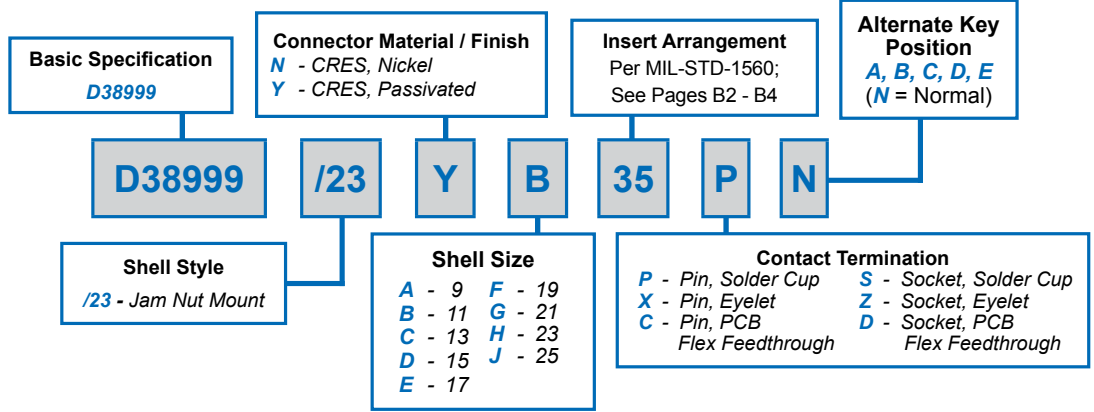 Basic Specification
D38999
Connector Material / Finish
N - CRES, Nickel
Y - CRES, Passivated
Insert Arrangement
Per MIL-STD-1560;
See Pages B2 - B4
Alternate Key
Position
A, B, C, D, E
(N = Normal)
D38999 /23 Y B 35 P N
Shell Style
/23 - Jam Nut Mount
Shell Size
A - 9 F - 19
B - 11 G - 21
C - 13 H - 23
D - 15 J - 25
E - 17
Contact Termination
P - Pin, Solder Cup S - Socket, Solder Cup
X - Pin, Eyelet Z - Socket, Eyelet
C - Pin, PCB D - Socket, PCB
Flex Feedthrough Flex Feedthrough